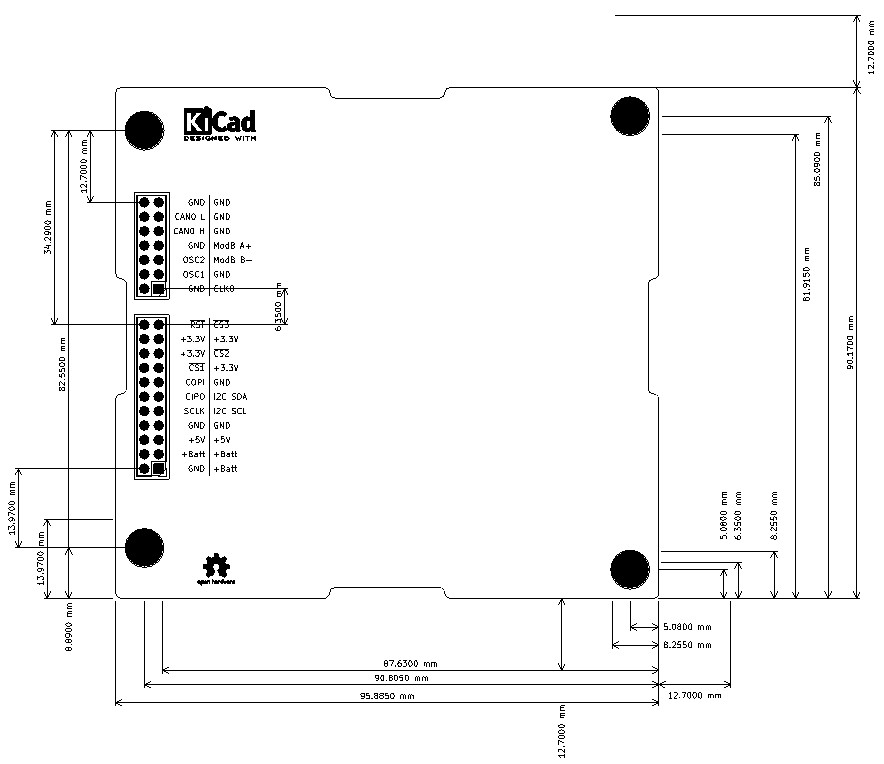 12.7000 mm
KiCad
DESIGNED WITH
12.7000 mm
34.2900 mm
82.5500 mm
85.0900 mm
81.9150 mm
90.1700 mm
GND GND
CAN0 L GND
CAN0 H GND
GND ModB A+
OSC2 ModB B-
OSC1 GND
GND CLK0
6.3500 mm
RST CS3
+3.3V +3.3V
+3.3V CS2
CS1 +3.3V
COPI GND
CIPO I2C SDA
SCLK I2C SCL
GND GND
+5V +5V
+Batt +Batt
GND +Batt
13.9700 mm
13.9700 mm
8.8900 mm
5.0800 mm
6.3500 mm
8.2550 mm
open hardware
5.0800 mm
8.2550 mm
87.6300 mm
90.8050 mm
95.8850 mm
12.7000 mm
12.7000 mm